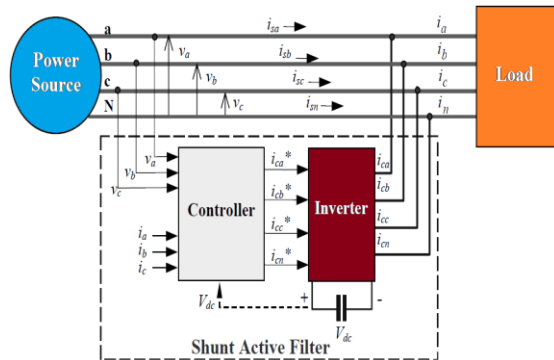 a
i_sa
i_a
Power
Source
b
v_a
i_sb
i_b
c
v_b
i_sc
i_c
Load
N
v_c
i_sn
i_n
v_a
v_b
v_c
i_ca*
i_ca
i_cb*
i_cb
Controller
Inverter
i_a
i_b
i_c
i_cc*
i_cc
i_cn*
i_cn
V_dc
+
-
V_dc
Shunt Active Filter